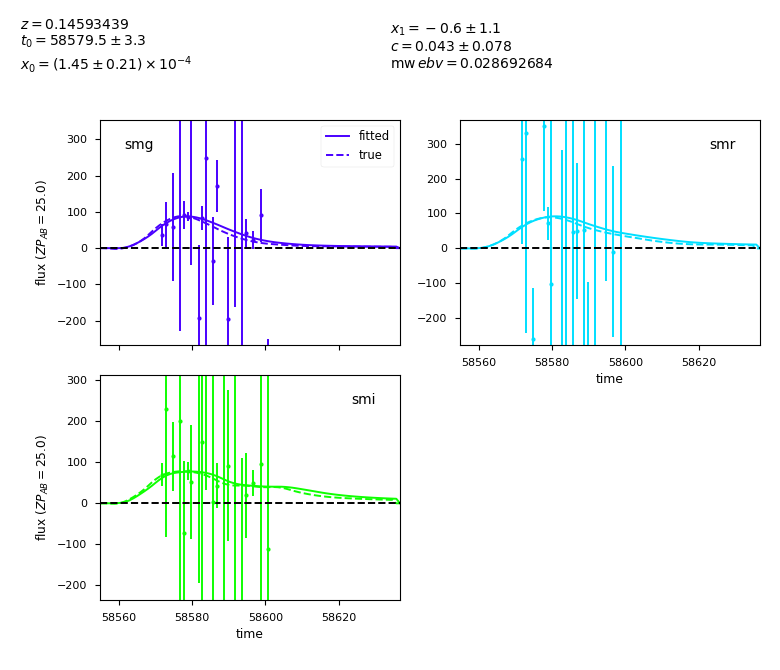 z = 0.14593439
t₀ = 58579.5 ± 3.3
x₀ = (1.45 ± 0.21) × 10⁻⁴
x₁ = −0.6 ± 1.1
c = 0.043 ± 0.078
mw ebv = 0.028692684
smg
fitted
true
300
200
100
0
−100
−200
flux (ZP_AB = 25.0)
smr
300
200
100
0
−100
−200
58560 58580 58600 58620
time
smi
300
200
100
0
−100
−200
flux (ZP_AB = 25.0)
58560 58580 58600 58620
time